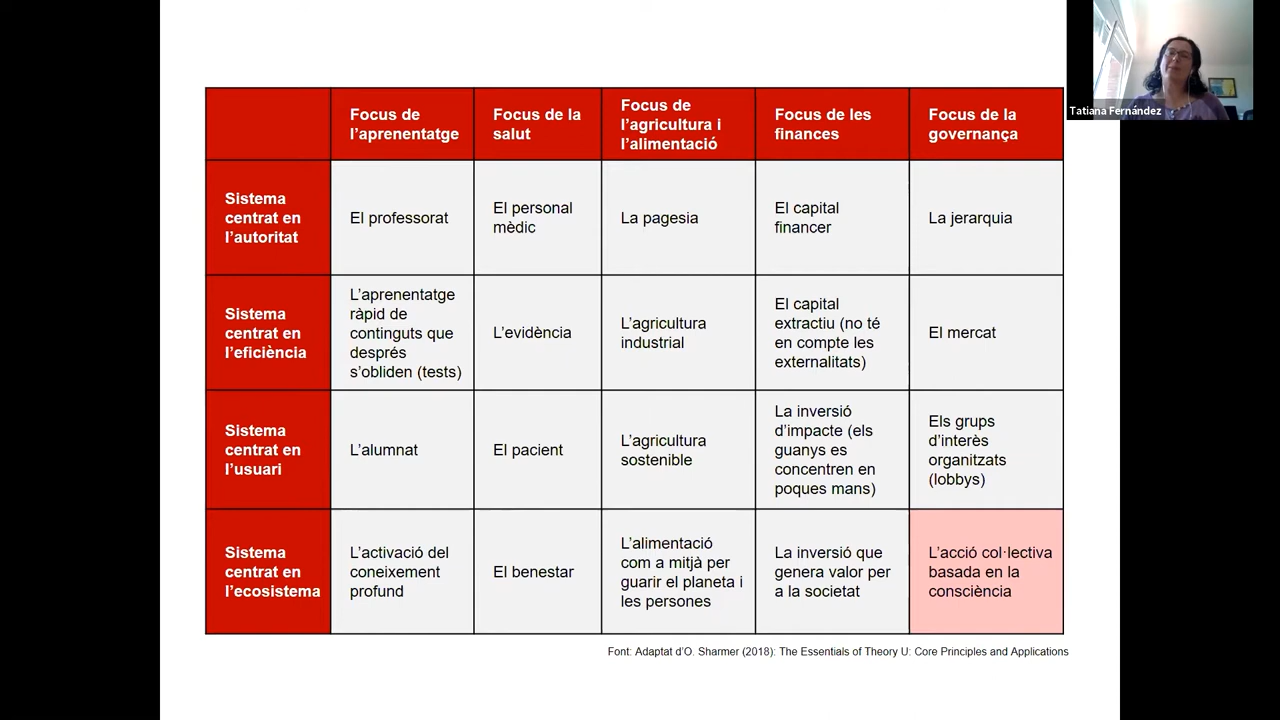 Tatiana Fernández
Focus de
l'aprenentatge
Focus de la
salut
Focus de
l'agricultura i
l'alimentació
Focus de les
finances
Focus de la
governança
Sistema
centrat en
l'autoritat
El professorat
El personal
mèdic
La pagesia
El capital
financer
La jerarquia
Sistema
centrat en
l'eficiència
L'aprenentatge
ràpid de
continguts que
després
s'obliden (tests)
L'evidència
L'agricultura
industrial
El capital
extractiu (no té
en compte les
externalitats)
El mercat
Sistema
centrat en
l'usuari
L'alumnat
El pacient
L'agricultura
sostenible
La inversió
d'impacte (els
guanys es
concentren en
poques mans)
Els grups
d'interès
organitzats
(lobbys)
Sistema
centrat en
l'ecosistema
L'activació del
coneixement
profund
El benestar
L'alimentació
com a mitjà per
guarir el planeta i
les persones
La inversió que
genera valor per
a la societat
L'acció col·lectiva
basada en la
consciència
Font: Adaptat d'O. Sharmer (2018): The Essentials of Theory U: Core Principles and Applications